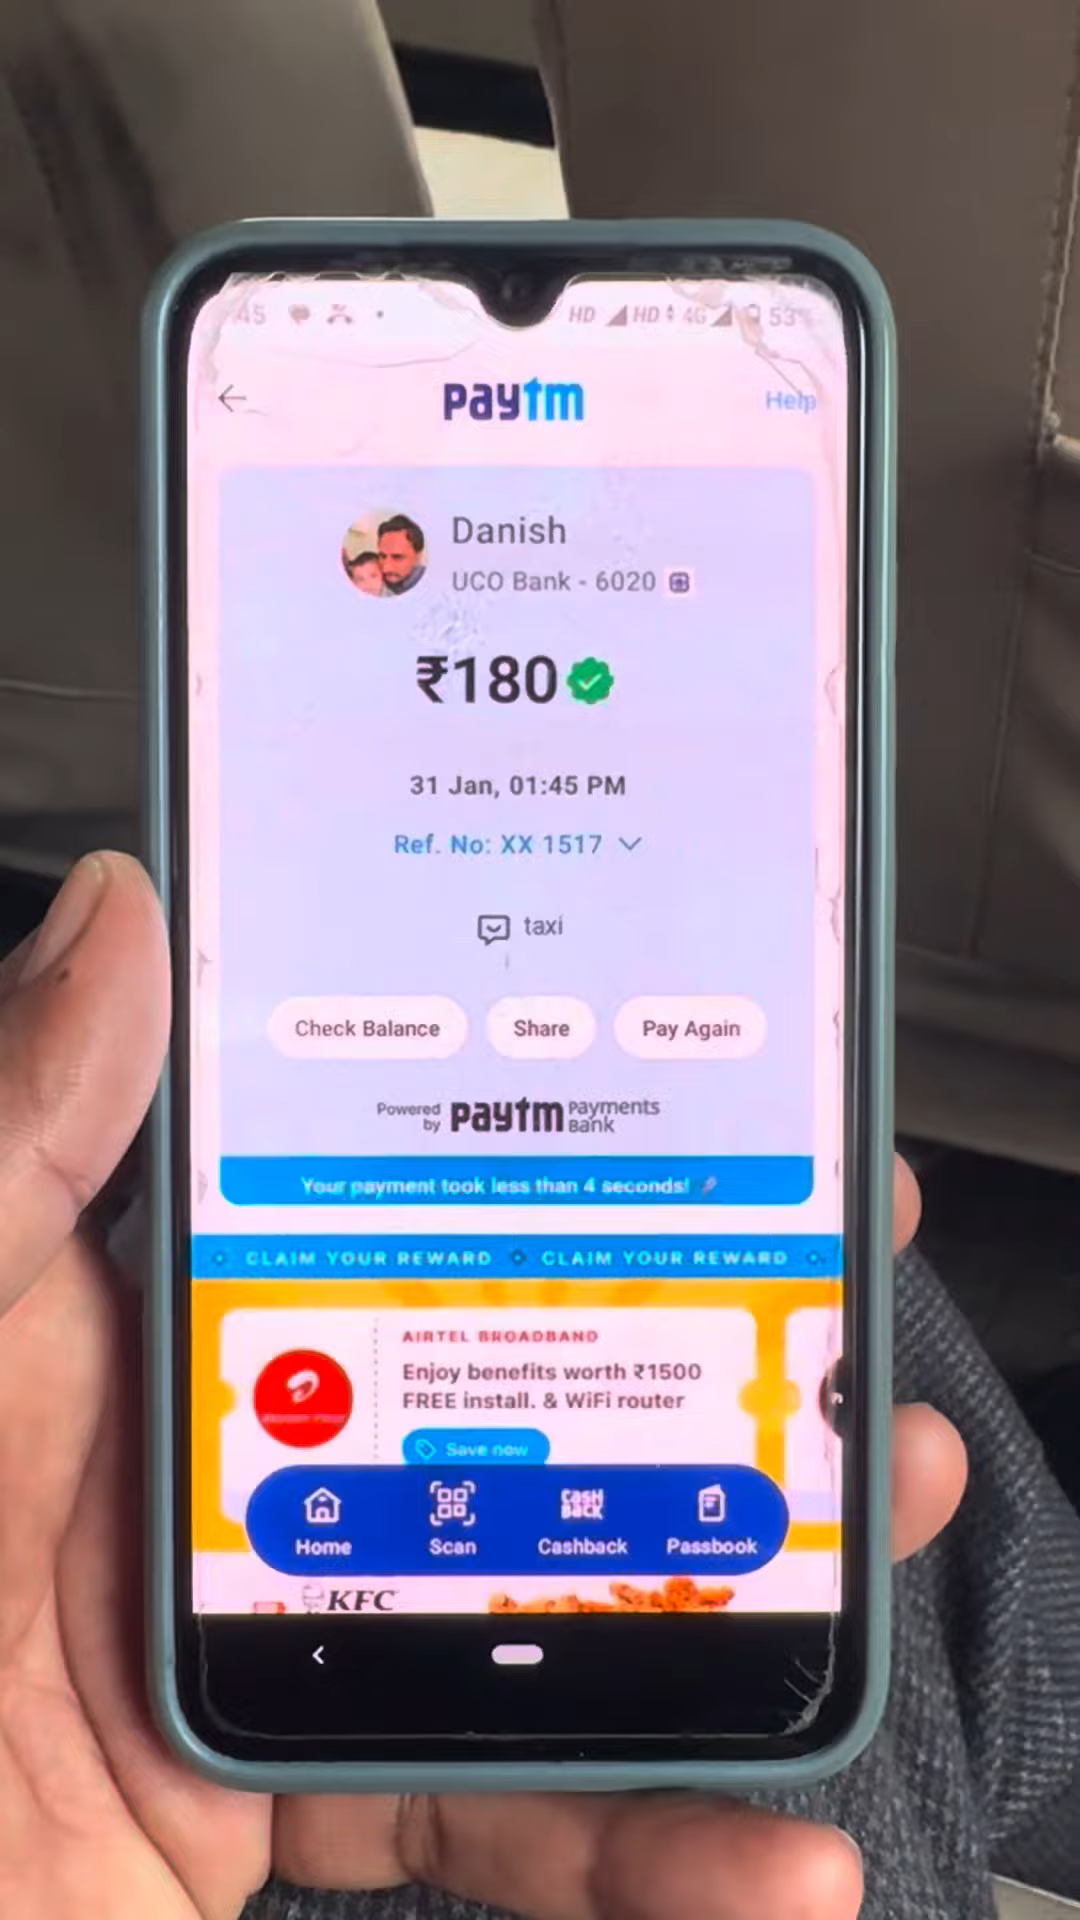 45 HD HD 4G 53%
paytm Help
Danish
UCO Bank - 6020
₹180
31 Jan, 01:45 PM
Ref. No: XX 1517
taxi
Check Balance Share Pay Again
Powered by paytm Payments Bank
Your payment took less than 4 seconds!
CLAIM YOUR REWARD CLAIM YOUR REWARD
AIRTEL BROADBAND
Enjoy benefits worth ₹1500
FREE install. & WiFi router
Save now
CASH BACK
Home Scan Cashback Passbook
KFC